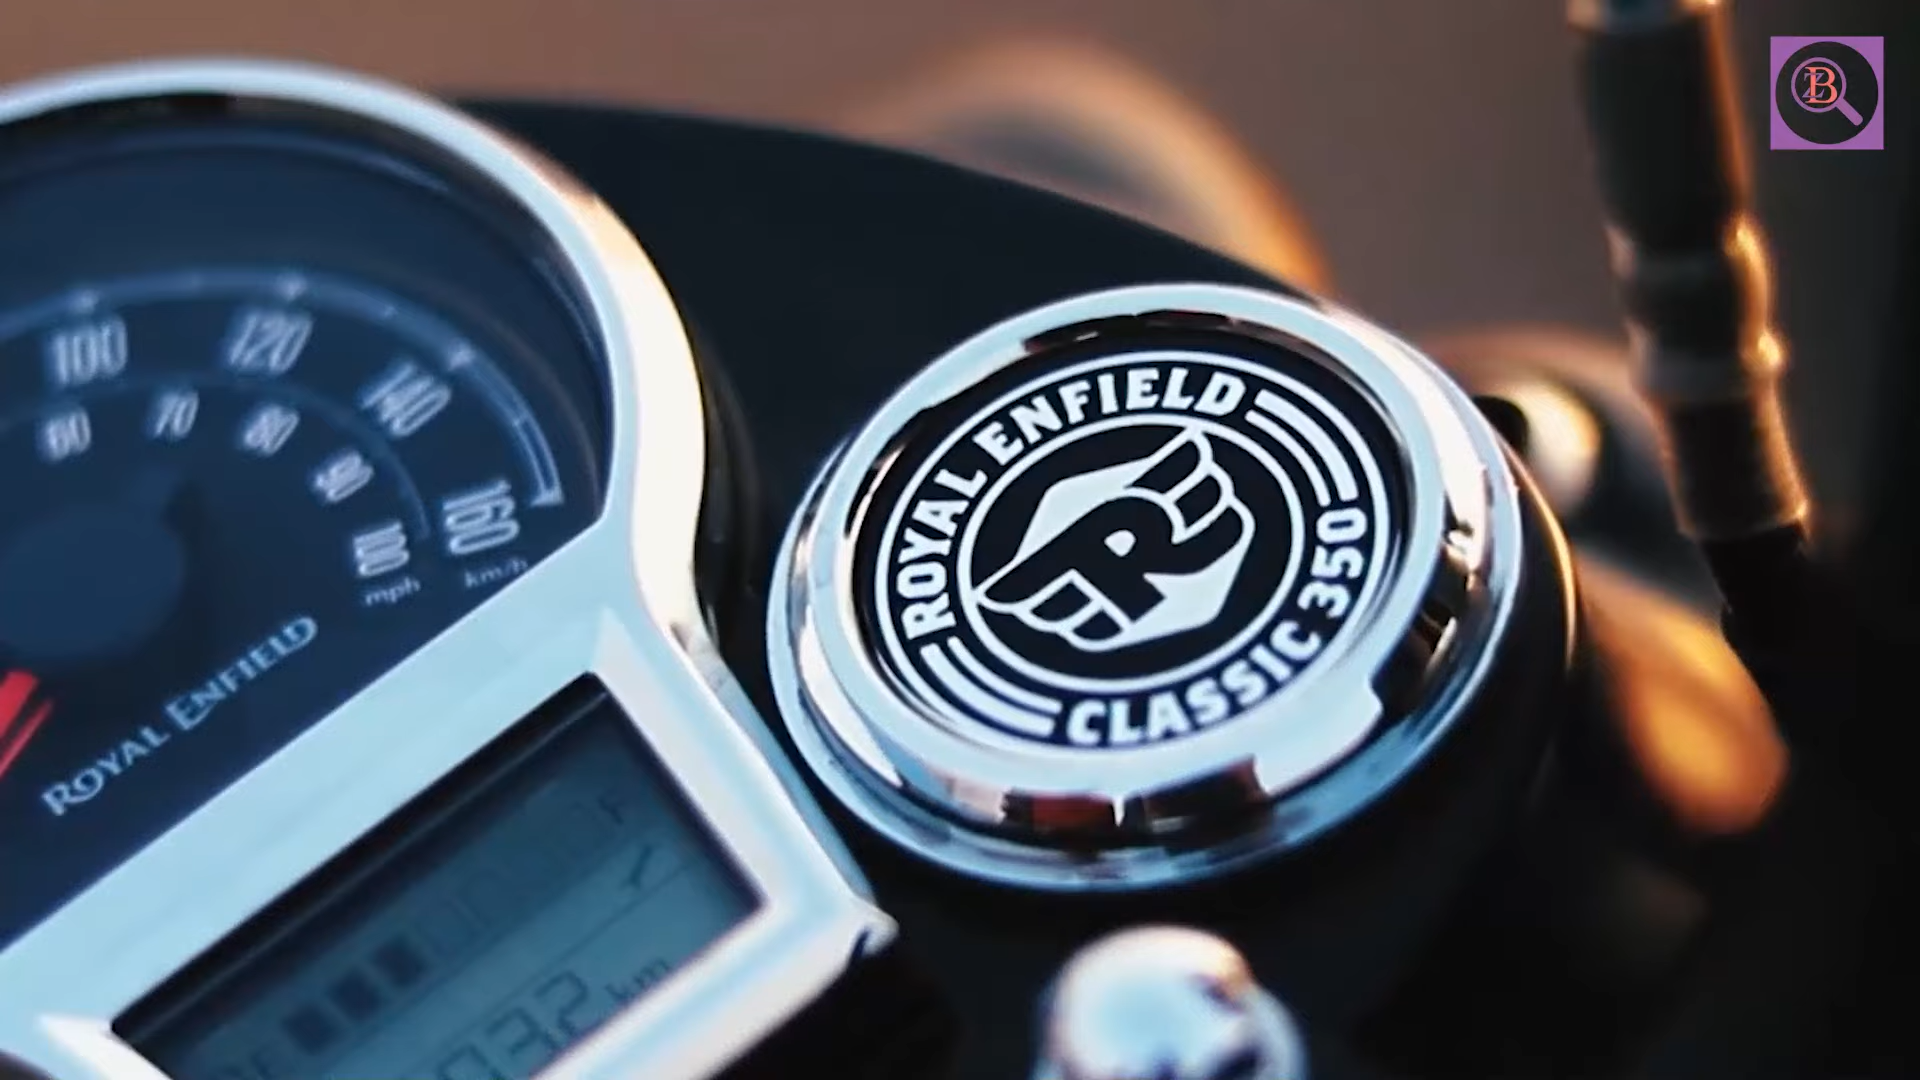 100
120
140
160
km/h
60
70
80
90
100
mph
ROYAL ENFIELD
F
E
km
ROYAL ENFIELD
R
CLASSIC 350
B